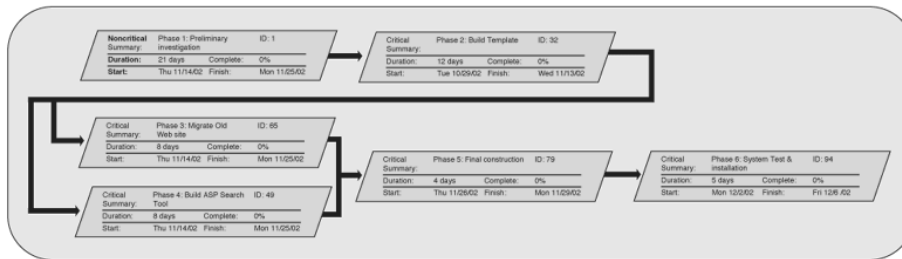 Noncritical Phase 1: Preliminary ID: 1
Summary: investigation
Duration: 21 days Complete: 0%
Start: Thu 11/14/02 Finish: Mon 11/25/02
Critical Phase 2: Build Template ID: 32
Summary:
Duration: 12 days Complete: 0%
Start: Tue 10/29/02 Finish: Wed 11/13/02
Critical Phase 3: Migrate Old ID: 65
Summary: Web site
Duration: 8 days Complete: 0%
Start: Thu 11/14/02 Finish: Mon 11/25/02
Critical Phase 4: Build ASP Search ID: 49
Summary: Tool
Duration: 8 days Complete: 0%
Start: Thu 11/14/02 Finish: Mon 11/25/02
Critical Phase 5: Final construction ID: 79
Summary:
Duration: 4 days Complete: 0%
Start: Thu 11/26/02 Finish: Mon 11/29/02
Critical Phase 6: System Test & ID: 94
Summary: installation
Duration: 5 days Complete: 0%
Start: Mon 12/2/02 Finish: Fri 12/6 /02